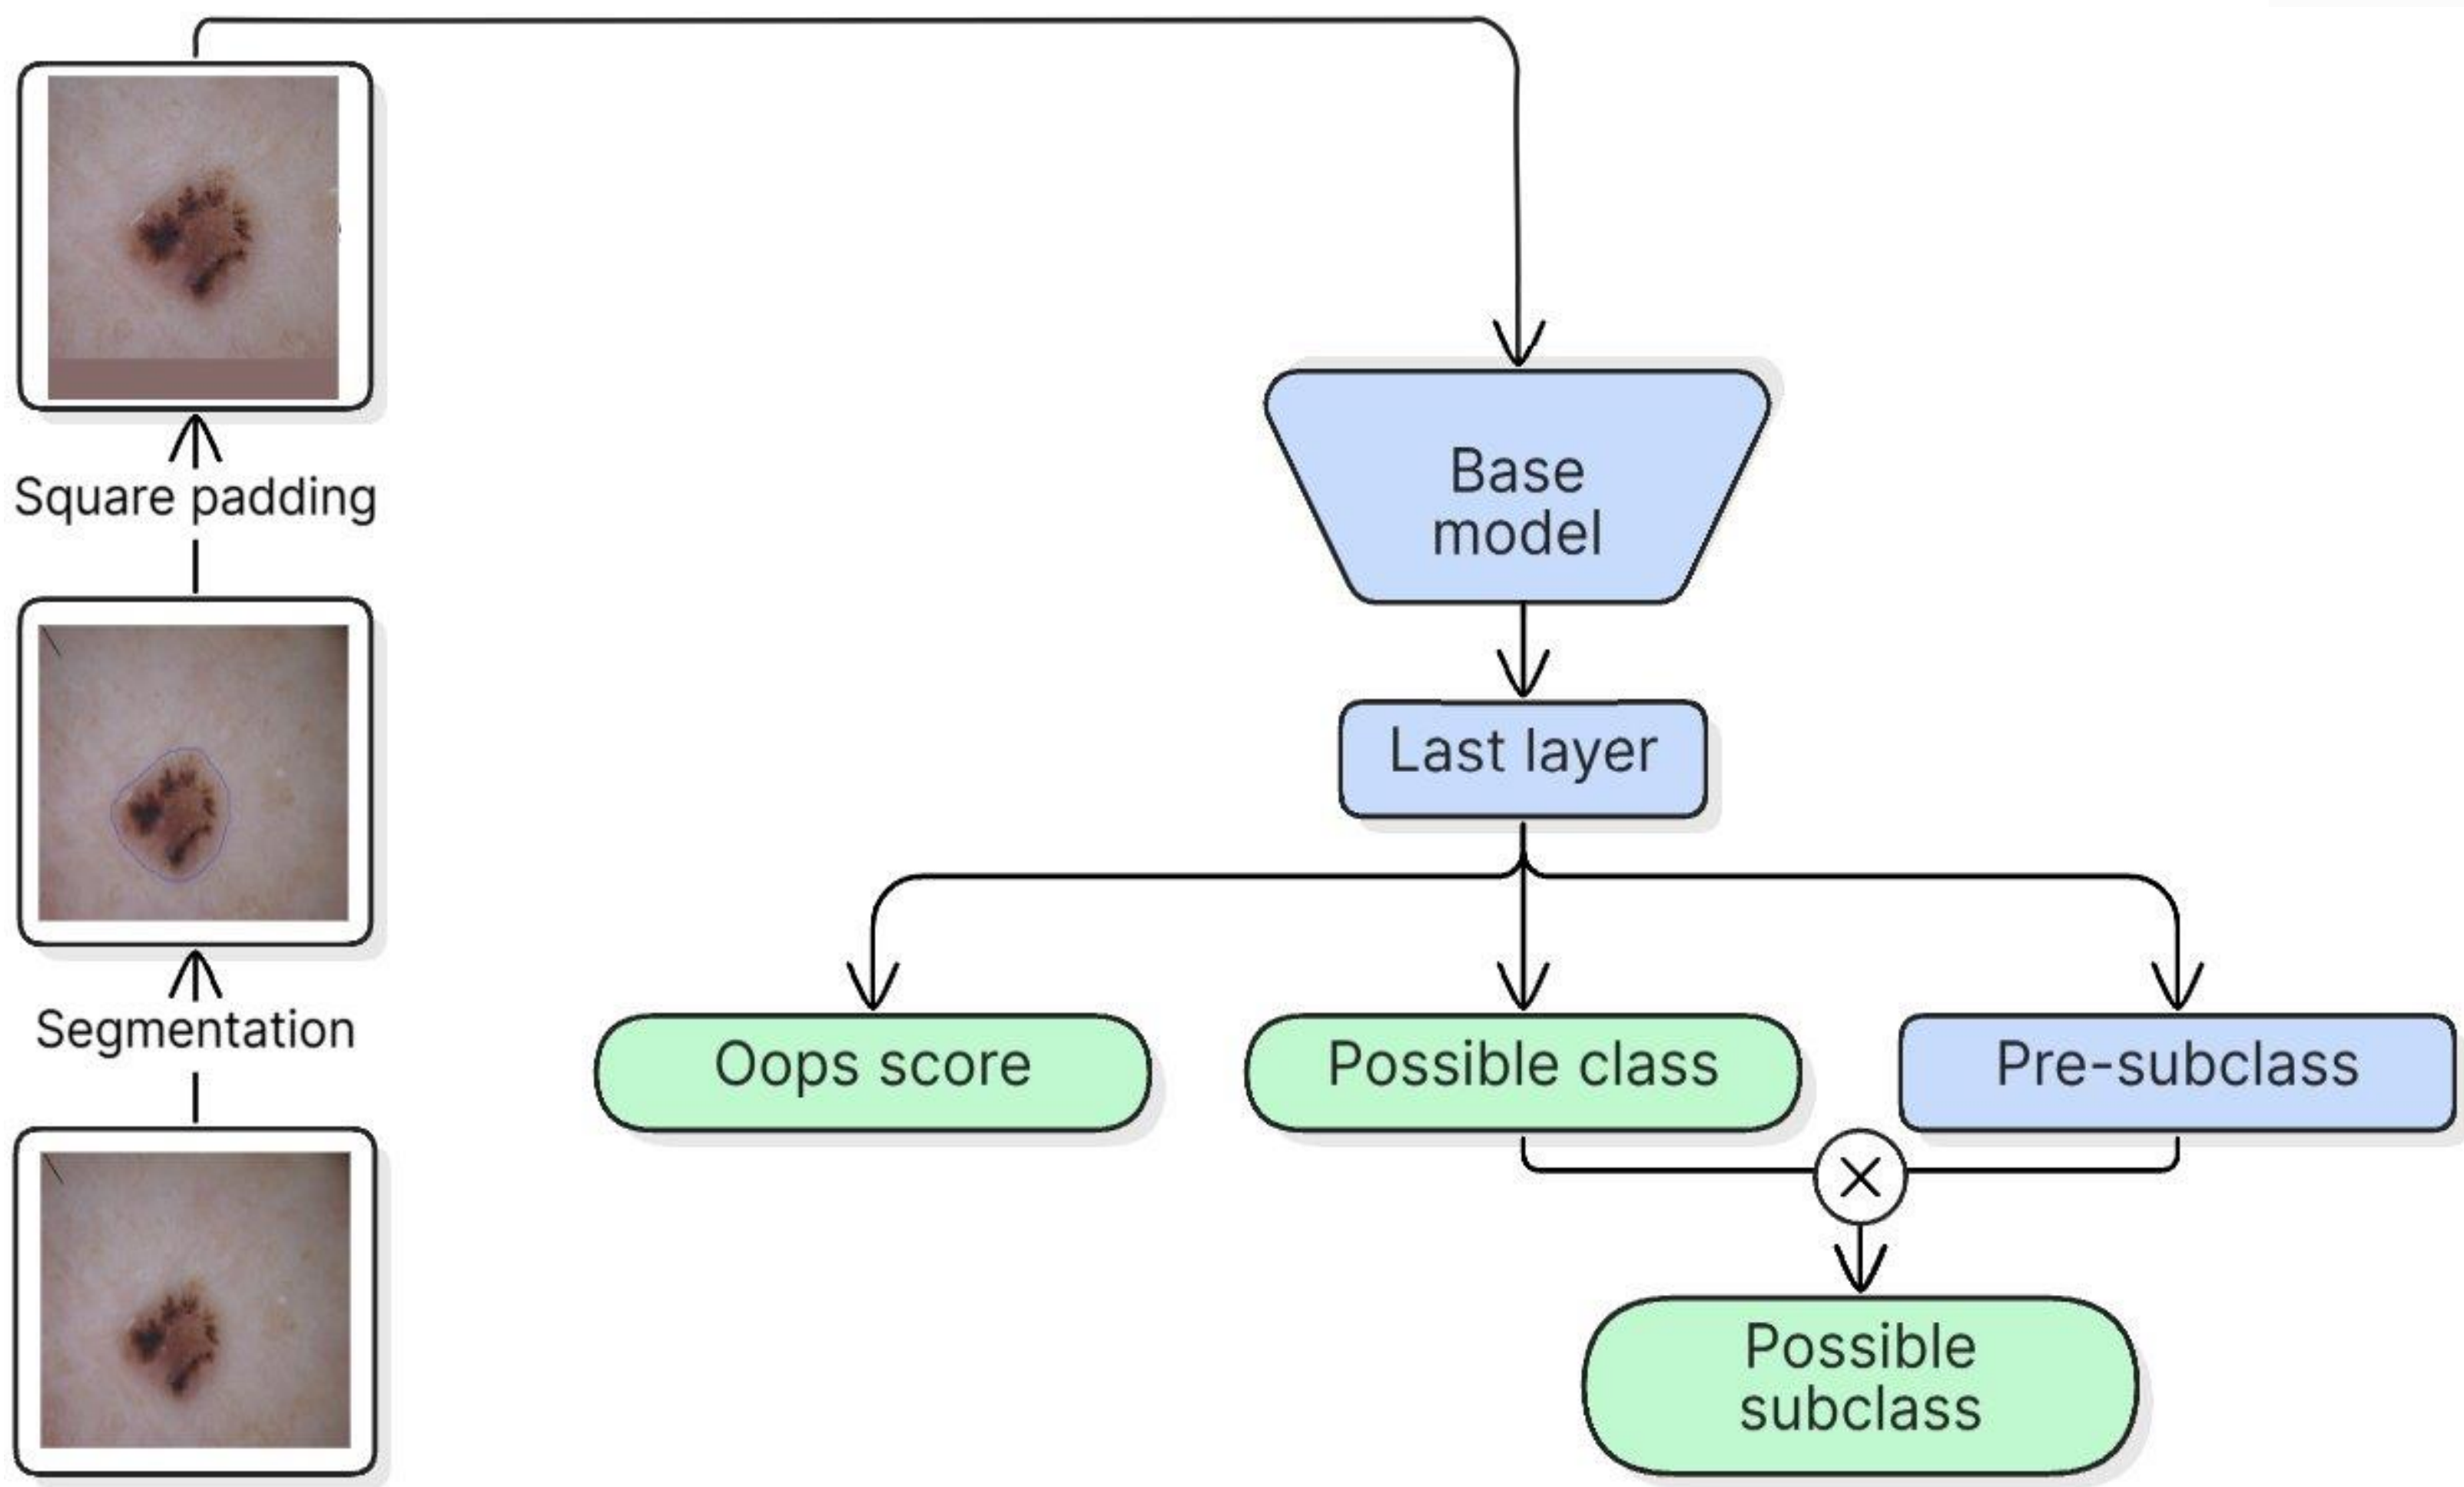 Square padding
Segmentation
Base
model
Last layer
Oops score
Possible class
Pre-subclass
Possible
subclass